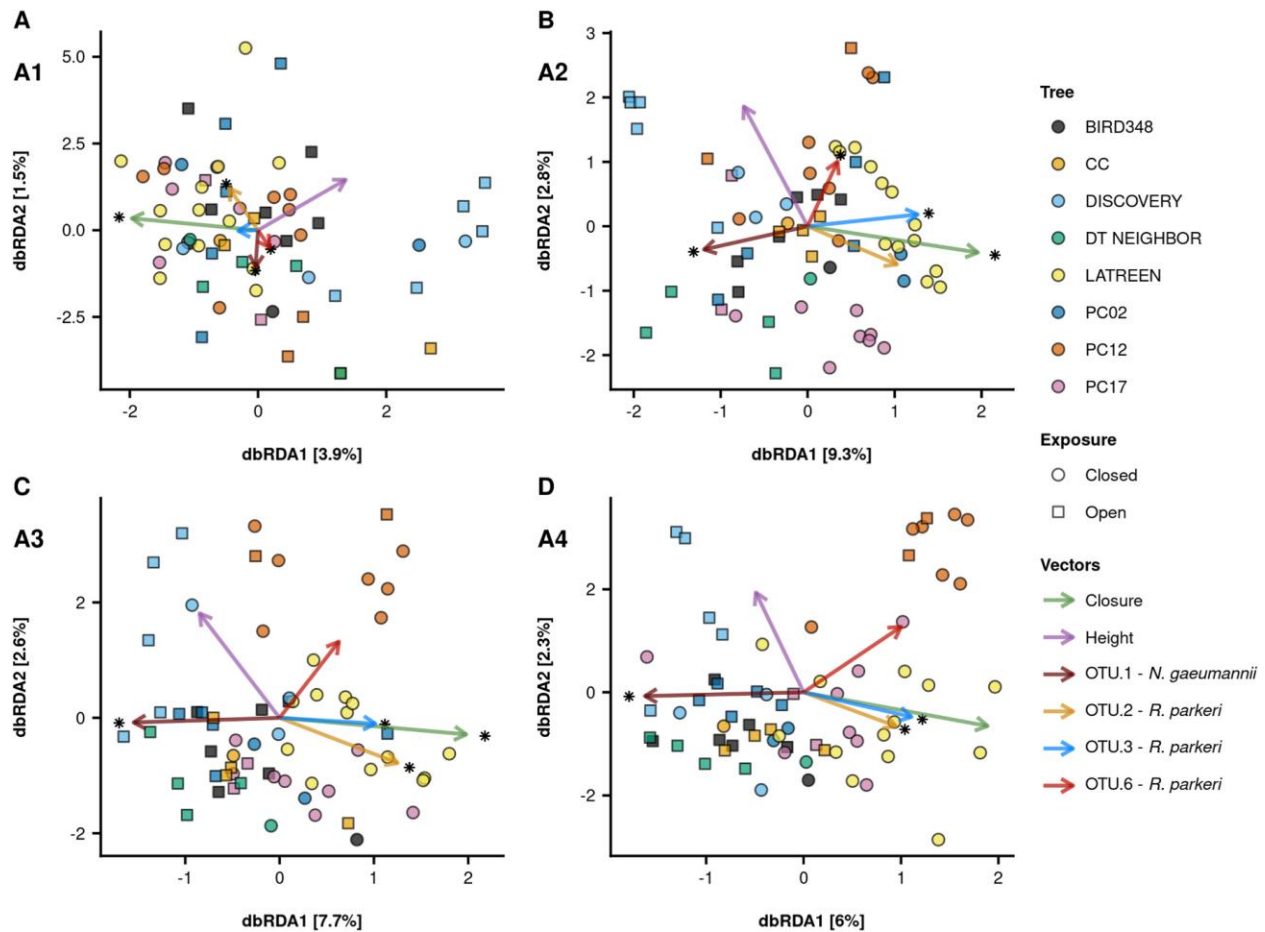 A
A1
5.0
2.5
0.0
-2.5
dbRDA2 [1.5%]
*
*
*
*
-2
0
2
dbRDA1 [3.9%]
B
A2
3
2
1
0
-1
-2
dbRDA2 [2.8%]
*
*
*
*
-2
-1
0
1
2
dbRDA1 [9.3%]
C
A3
2
0
-2
dbRDA2 [2.6%]
*
*
*
*
-1
0
1
2
dbRDA1 [7.7%]
D
A4
2
0
-2
dbRDA2 [2.3%]
*
*
*
-1
0
1
2
dbRDA1 [6%]
Tree
BIRD348
CC
DISCOVERY
DT NEIGHBOR
LATREEN
PC02
PC12
PC17
Exposure
Closed
Open
Vectors
Closure
Height
OTU.1 - N. gaeumannii
OTU.2 - R. parkeri
OTU.3 - R. parkeri
OTU.6 - R. parkeri